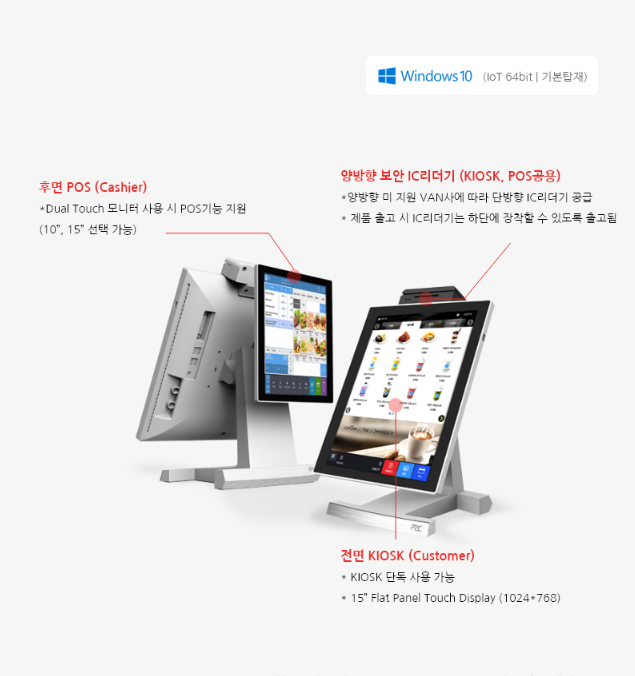 Windows 10 (IoT 64bit | 기본탑재)
양방향 보안 IC리더기 (KIOSK, POS공용)
*양방향 미 지원 VAN사에 따라 단방향 IC리더기 공급
* 제품 출고 시 IC리더기는 하단에 장착할 수 있도록 출고됨
후면 POS (Cashier)
*Dual Touch 모니터 사용 시 POS기능 지원
(10", 15" 선택 가능)
전면 KIOSK (Customer)
* KIOSK 단독 사용 가능
* 15" Flat Panel Touch Display (1024*768)